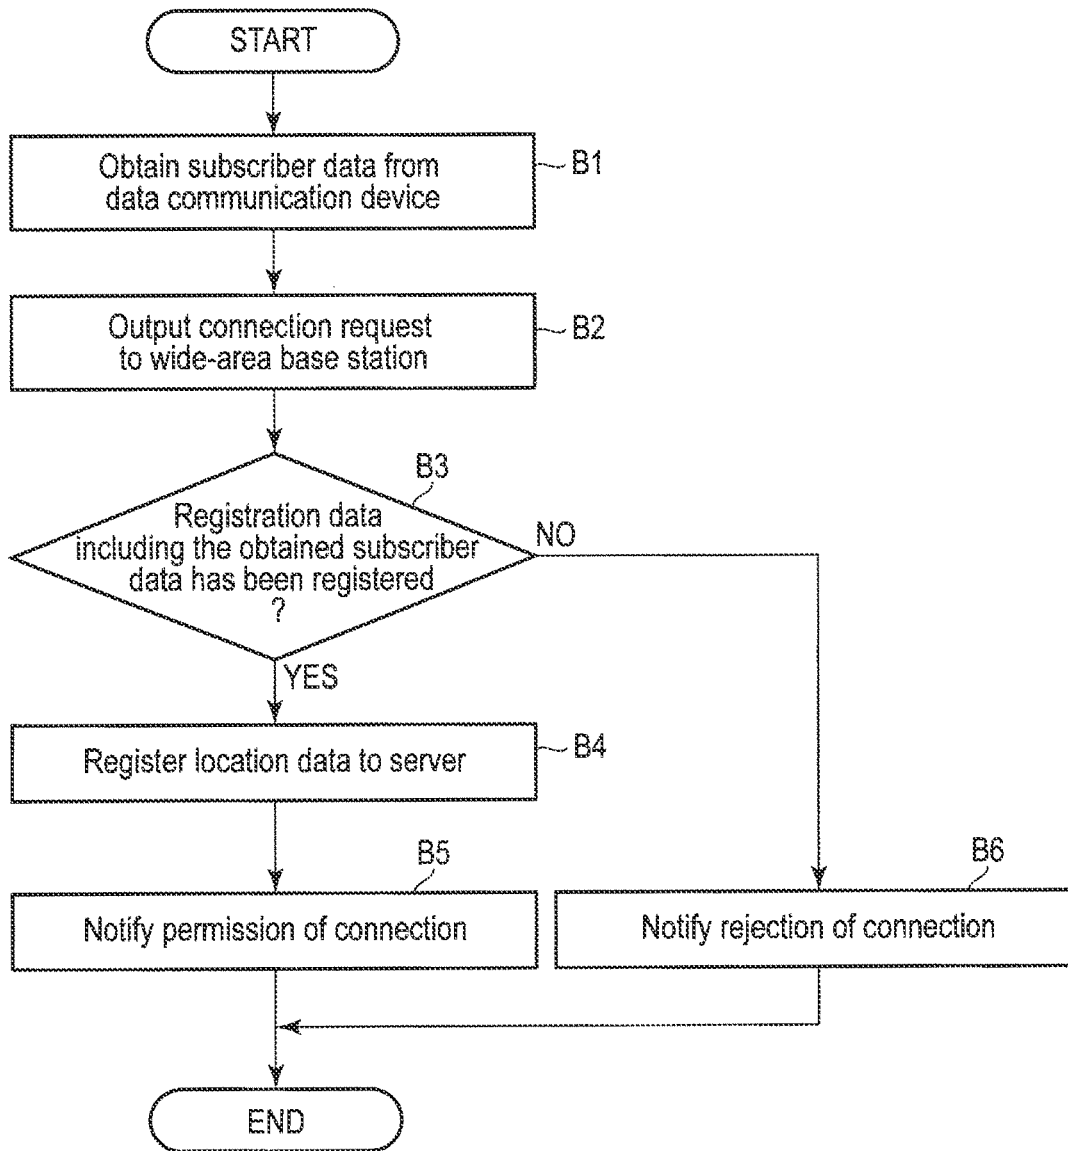 START
Obtain subscriber data from
data communication device
B1
Output connection request
to wide-area base station
B2
B3
Registration data
including the obtained subscriber
data has been registered
?
NO
YES
Register location data to server
B4
B5
Notify permission of connection
B6
Notify rejection of connection
END